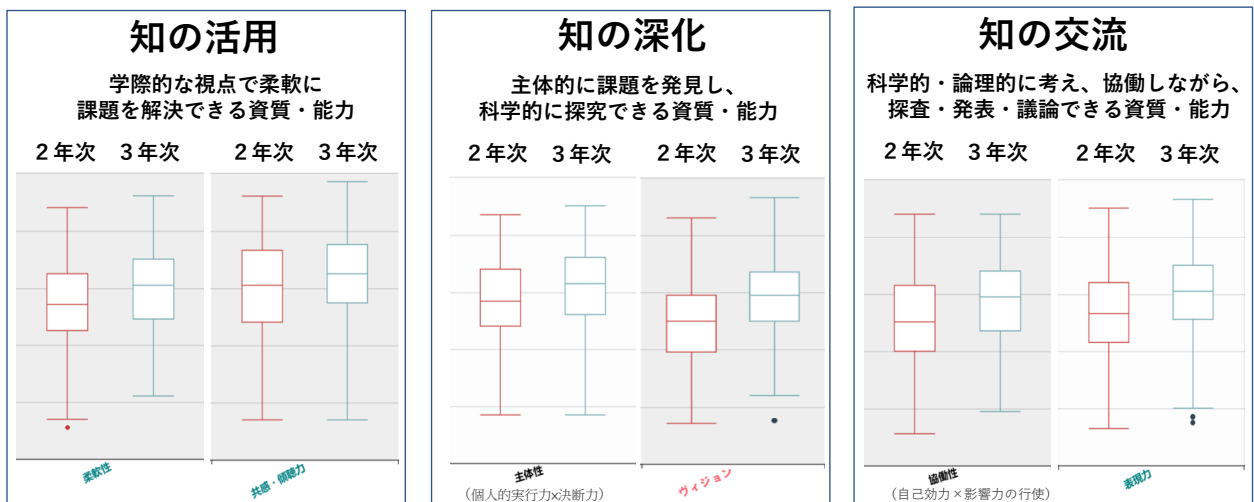 知の活用
学際的な視点で柔軟に
課題を解決できる資質・能力
２年次 ３年次 ２年次 ３年次
柔軟性
共感・傾聴力
知の深化
主体的に課題を発見し、
科学的に探究できる資質・能力
２年次 ３年次 ２年次 ３年次
主体性
（個人的実行力×決断力）
ヴィジョン
知の交流
科学的・論理的に考え、協働しながら、
探査・発表・議論できる資質・能力
２年次 ３年次 ２年次 ３年次
協働性
（自己効力×影響力の行使）
表現力